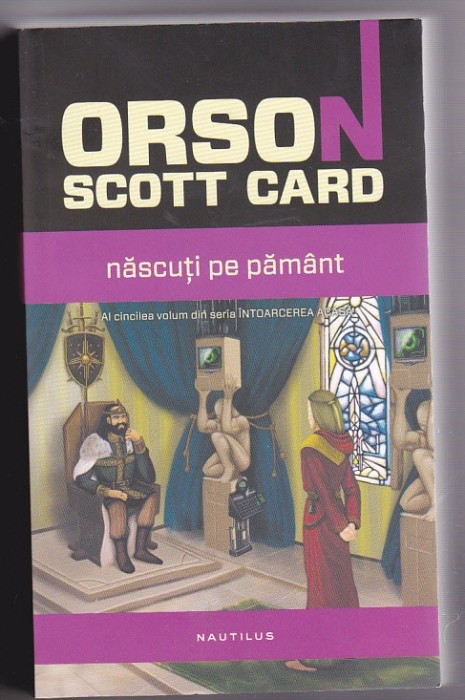 ORSON
SCOTT CARD
născuți pe pământ
Al cincilea volum din seria ÎNTOARCEREA ACASĂ
NAUTILUS